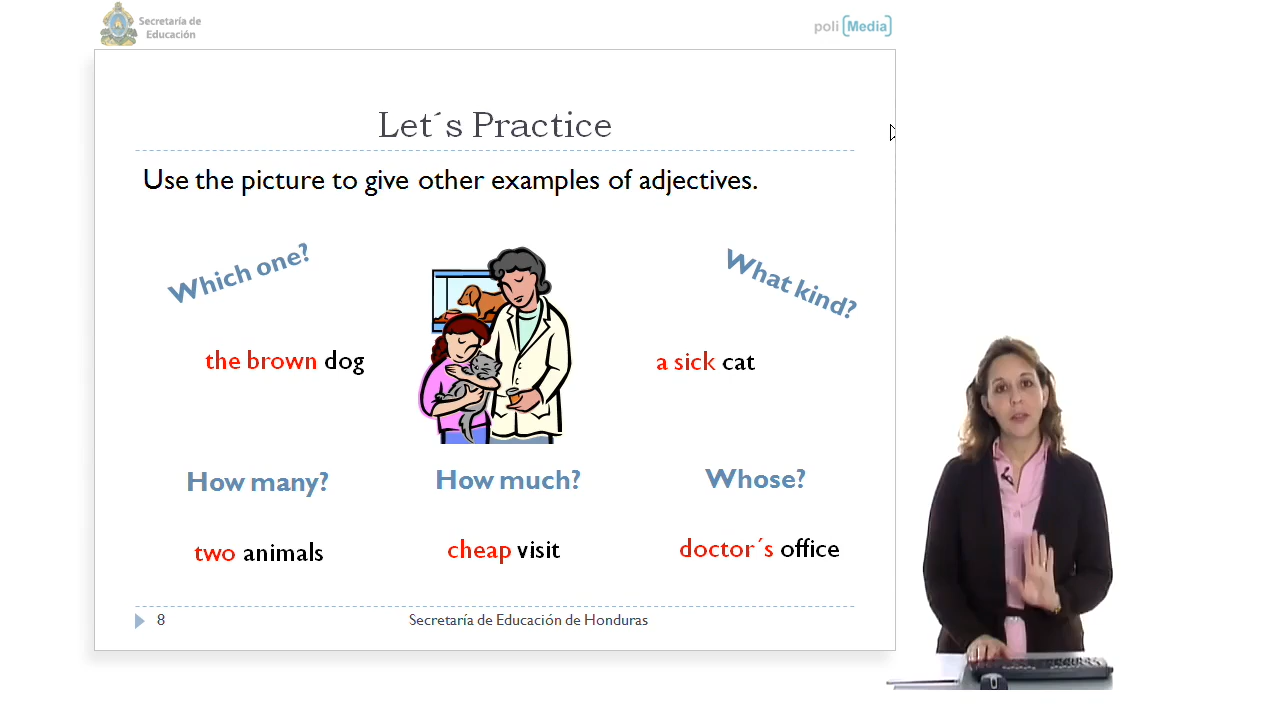 Secretaría de
Educación
poli [Media]
Let´s Practice
Use the picture to give other examples of adjectives.
Which one?
What kind?
the brown dog
a sick cat
How many?
How much?
Whose?
two animals
cheap visit
doctor´s office
8
Secretaría de Educación de Honduras